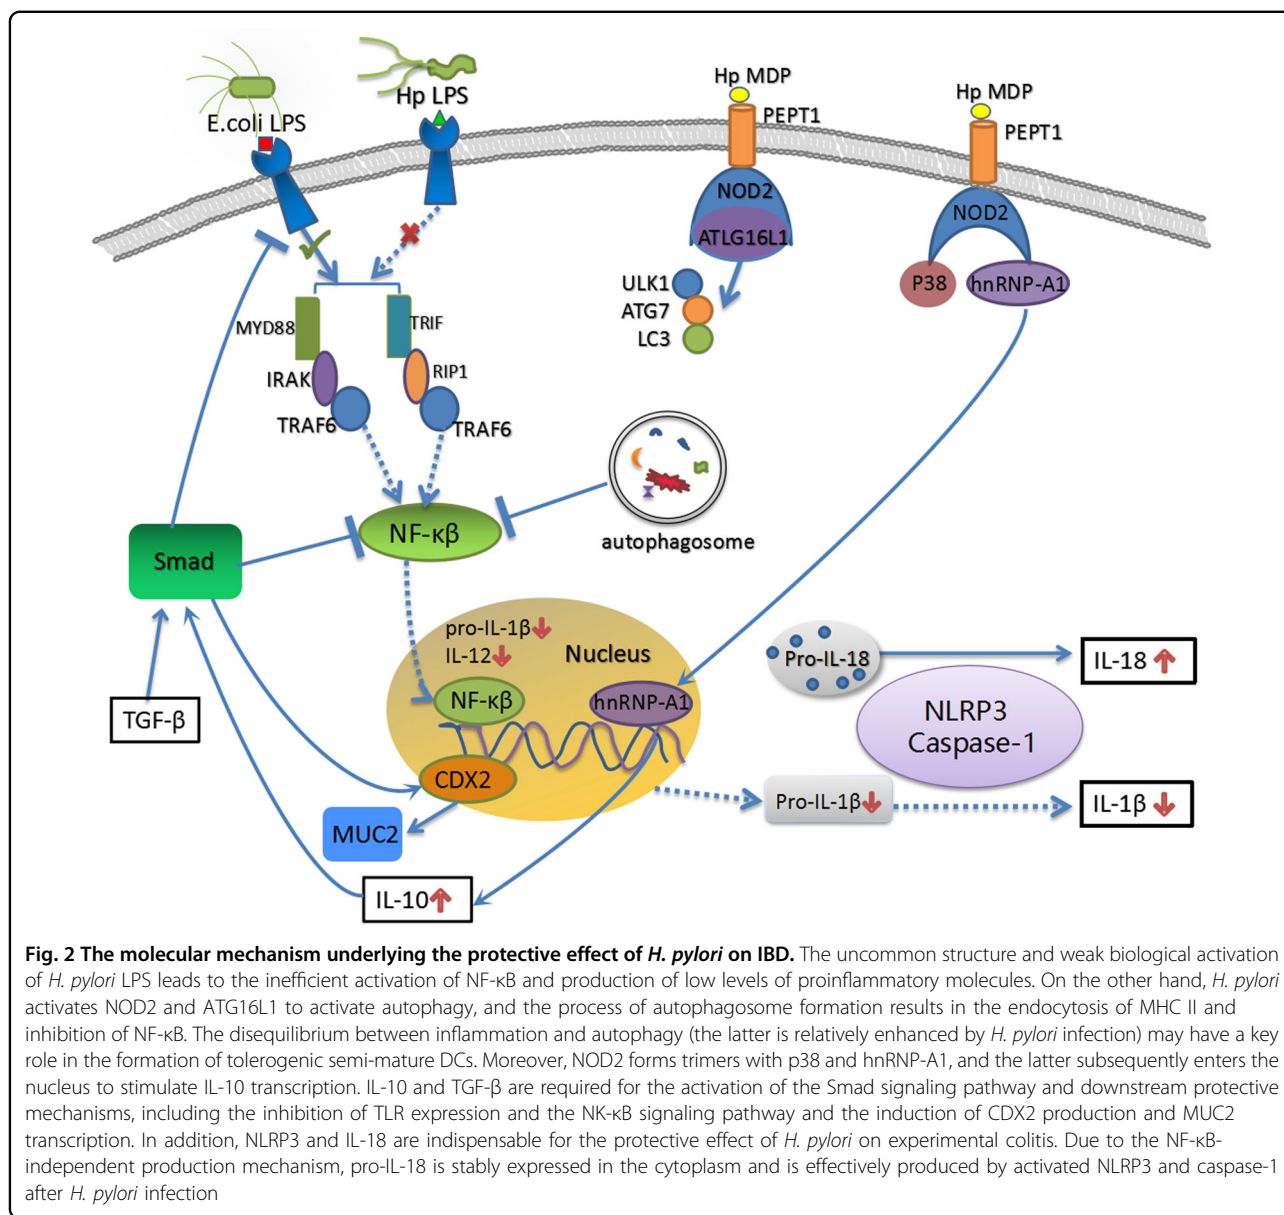 Hp LPS
E.coli LPS
Hp MDP
PEPT1
Hp MDP
PEPT1
NOD2
ATLG16L1
NOD2
P38
hnRNP-A1
ULK1
ATG7
LC3
MYD88
TRIF
IRAK
RIP1
TRAF6
TRAF6
NF-κβ
autophagosome
Smad
TGF-β
pro-IL-1β
IL-12
Nucleus
NF-κβ
hnRNP-A1
CDX2
MUC2
IL-10
Pro-IL-18
IL-18
NLRP3
Caspase-1
Pro-IL-1β
IL-1β
Fig. 2 The molecular mechanism underlying the protective effect of H. pylori on IBD. The uncommon structure and weak biological activation
of H. pylori LPS leads to the inefficient activation of NF-κB and production of low levels of proinflammatory molecules. On the other hand, H. pylori
activates NOD2 and ATG16L1 to activate autophagy, and the process of autophagosome formation results in the endocytosis of MHC II and
inhibition of NF-κB. The disequilibrium between inflammation and autophagy (the latter is relatively enhanced by H. pylori infection) may have a key
role in the formation of tolerogenic semi-mature DCs. Moreover, NOD2 forms trimers with p38 and hnRNP-A1, and the latter subsequently enters the
nucleus to stimulate IL-10 transcription. IL-10 and TGF-β are required for the activation of the Smad signaling pathway and downstream protective
mechanisms, including the inhibition of TLR expression and the NK-κB signaling pathway and the induction of CDX2 production and MUC2
transcription. In addition, NLRP3 and IL-18 are indispensable for the protective effect of H. pylori on experimental colitis. Due to the NF-κB-
independent production mechanism, pro-IL-18 is stably expressed in the cytoplasm and is effectively produced by activated NLRP3 and caspase-1
after H. pylori infection